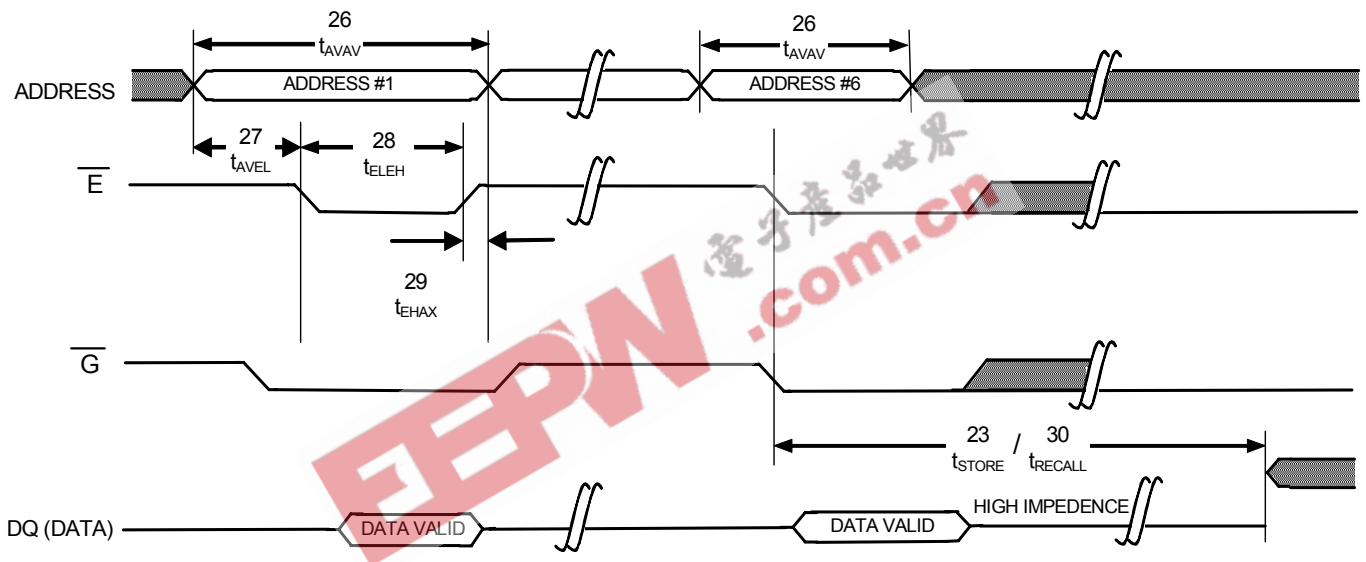 26
tAVAV
26
tAVAV
ADDRESS
ADDRESS #1
ADDRESS #6
27
tAVEL
28
tELEH
E
29
tEHAX
G
23 / 30
tSTORE tRECALL
DQ (DATA)
DATA VALID
DATA VALID
HIGH IMPEDENCE
EEPW
.com.cn
電子產品世界